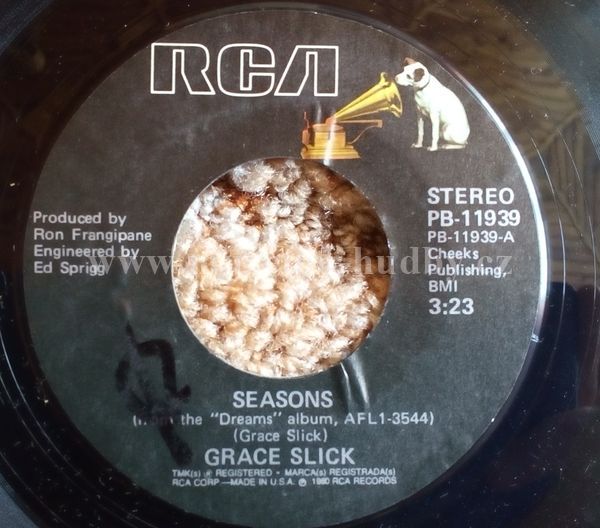 RCA
STEREO
PB-11939
PB-11939-A
Cheeks
Publishing,
BMI
3:23
Produced by
Ron Frangipane
Engineered by
Ed Sprigg
SEASONS
(from the "Dreams" album, AFL1-3544)
(Grace Slick)
GRACE SLICK
TMK(s) ® REGISTERED - MARCA(s) REGISTRADA(s)
RCA CORP—MADE IN U.S.A. ℗ 1980 RCA RECORDS